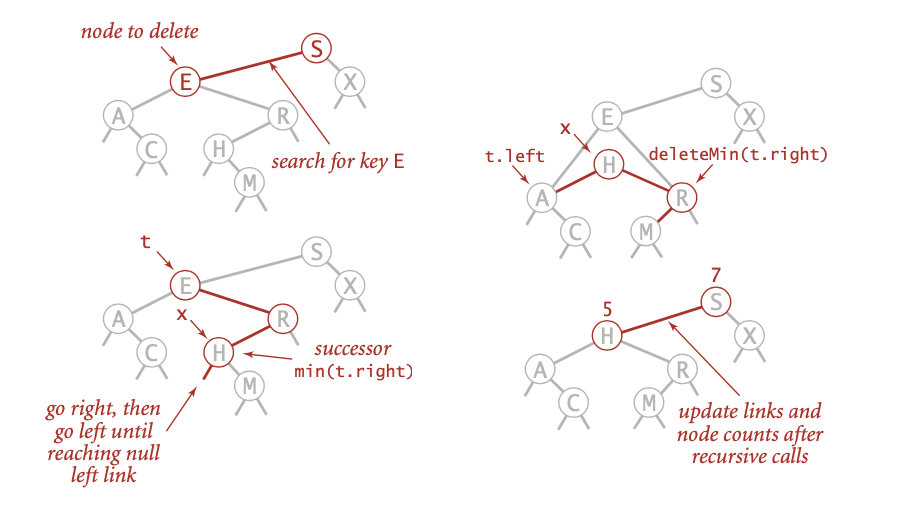 node to delete
S
E
X
A
R
C
H
M
search for key E
t
S
E
X
A
x
R
C
H
M
successor
min(t.right)
go right, then
go left until
reaching null
left link
S
E
X
x
t.left
H
deleteMin(t.right)
A
R
C
M
7
5
S
H
X
A
R
C
M
update links and
node counts after
recursive calls